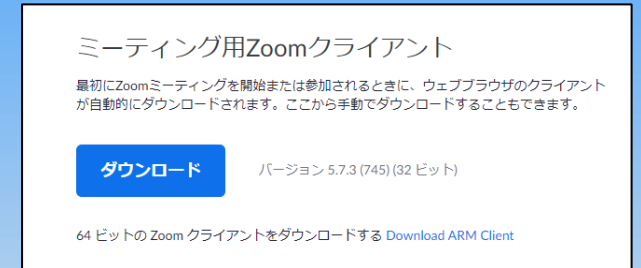 ミーティング用Zoomクライアント
最初にZoomミーティングを開始または参加されるときに、ウェブブラウザのクライアント
が自動的にダウンロードされます。ここから手動でダウンロードすることもできます。
ダウンロード バージョン 5.7.3 (745) (32 ビット)
64 ビットの Zoom クライアントをダウンロードする Download ARM Client